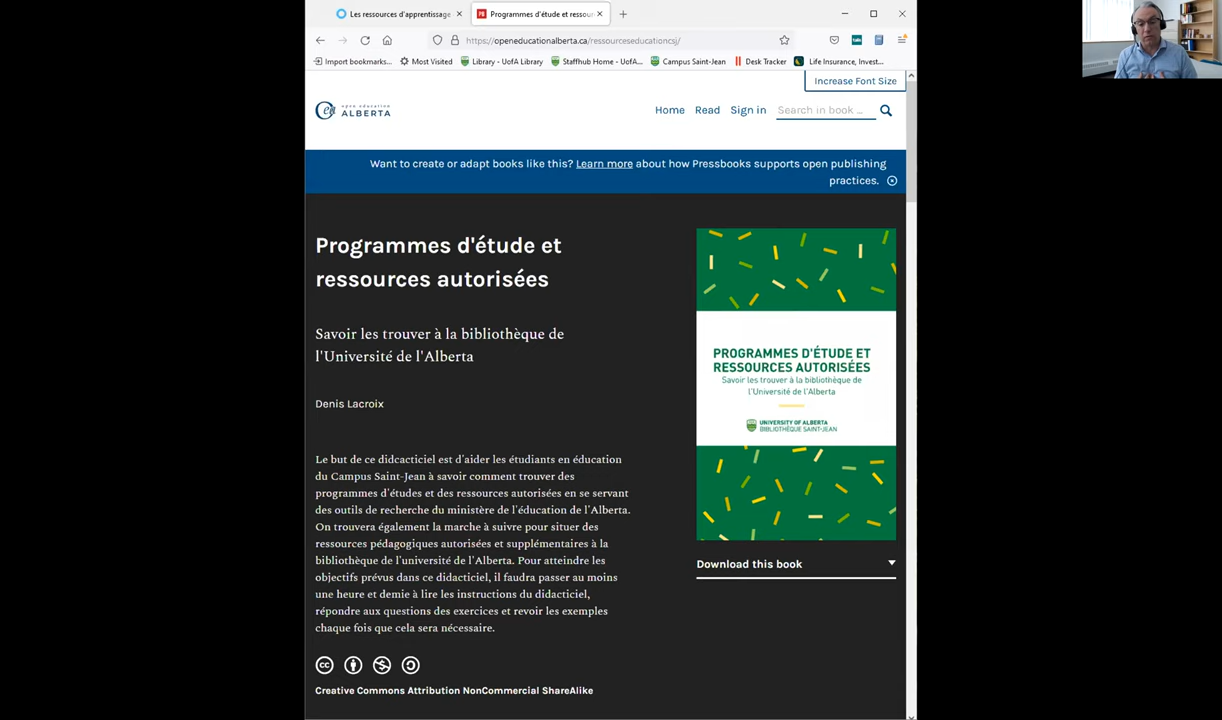 Les ressources d'apprentissage
Programmes d'étude et ressou
https://openeducationalberta.ca/ressourceseducationcsj/
Import bookmarks...
Most Visited
Library - UofA Library
Staffhub Home - UofA...
Campus Saint-Jean
Desk Tracker
Life Insurance, Invest...
Increase Font Size
open education
ALBERTA
Home
Read
Sign in
Search in book ...
Want to create or adapt books like this? Learn more about how Pressbooks supports open publishing
practices.
Programmes d'étude et
ressources autorisées
Savoir les trouver à la bibliothèque de
l'Université de l'Alberta
Denis Lacroix
Le but de ce didcacticiel est d'aider les étudiants en éducation
du Campus Saint-Jean à savoir comment trouver des
programmes d'études et des ressources autorisées en se servant
des outils de recherche du ministère de l'éducation de l'Alberta.
On trouvera également la marche à suivre pour situer des
ressources pédagogiques autorisées et supplémentaires à la
bibliothèque de l'université de l'Alberta. Pour atteindre les
objectifs prévus dans ce didacticiel, il faudra passer au moins
une heure et demie à lire les instructions du didacticiel,
répondre aux questions des exercices et revoir les exemples
chaque fois que cela sera nécessaire.
Creative Commons Attribution NonCommercial ShareAlike
PROGRAMMES D'ÉTUDE ET
RESSOURCES AUTORISÉES
Savoir les trouver à la bibliothèque de
l'Université de l'Alberta
UNIVERSITY OF ALBERTA
BIBLIOTHÈQUE SAINT-JEAN
Download this book